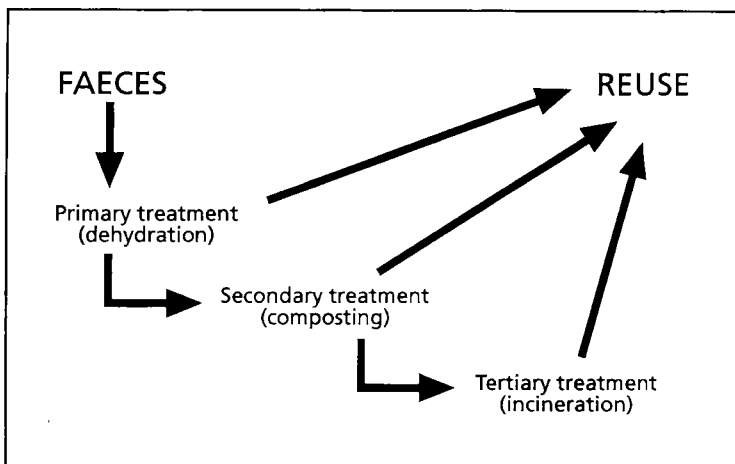 FAECES
REUSE
Primary treatment
(dehydration)
Secondary treatment
(composting)
Tertiary treatment
(incineration)